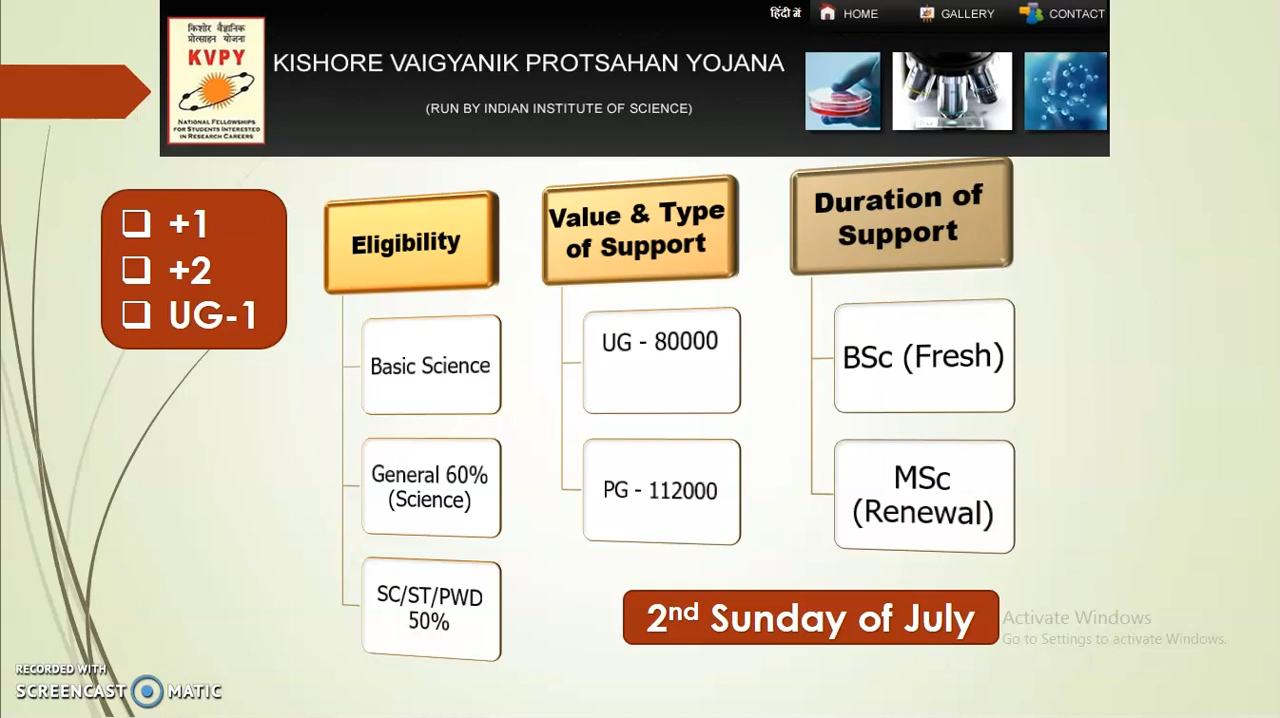 किशोर वैज्ञानिक
प्रोत्साहन योजना
KVPY
NATIONAL FELLOWSHIPS
FOR STUDENTS INTERESTED
IN RESEARCH CAREERS
हिंदी में HOME GALLERY CONTACT
KISHORE VAIGYANIK PROTSAHAN YOJANA
(RUN BY INDIAN INSTITUTE OF SCIENCE)
+1
+2
UG-1
Eligibility
Basic Science
General 60%
(Science)
SC/ST/PWD
50%
Value & Type
of Support
UG - 80000
PG - 112000
Duration of
Support
BSc (Fresh)
MSc
(Renewal)
2nd Sunday of July
Activate Windows
Go to Settings to activate Windows.
RECORDED WITH
SCREENCAST MATIC